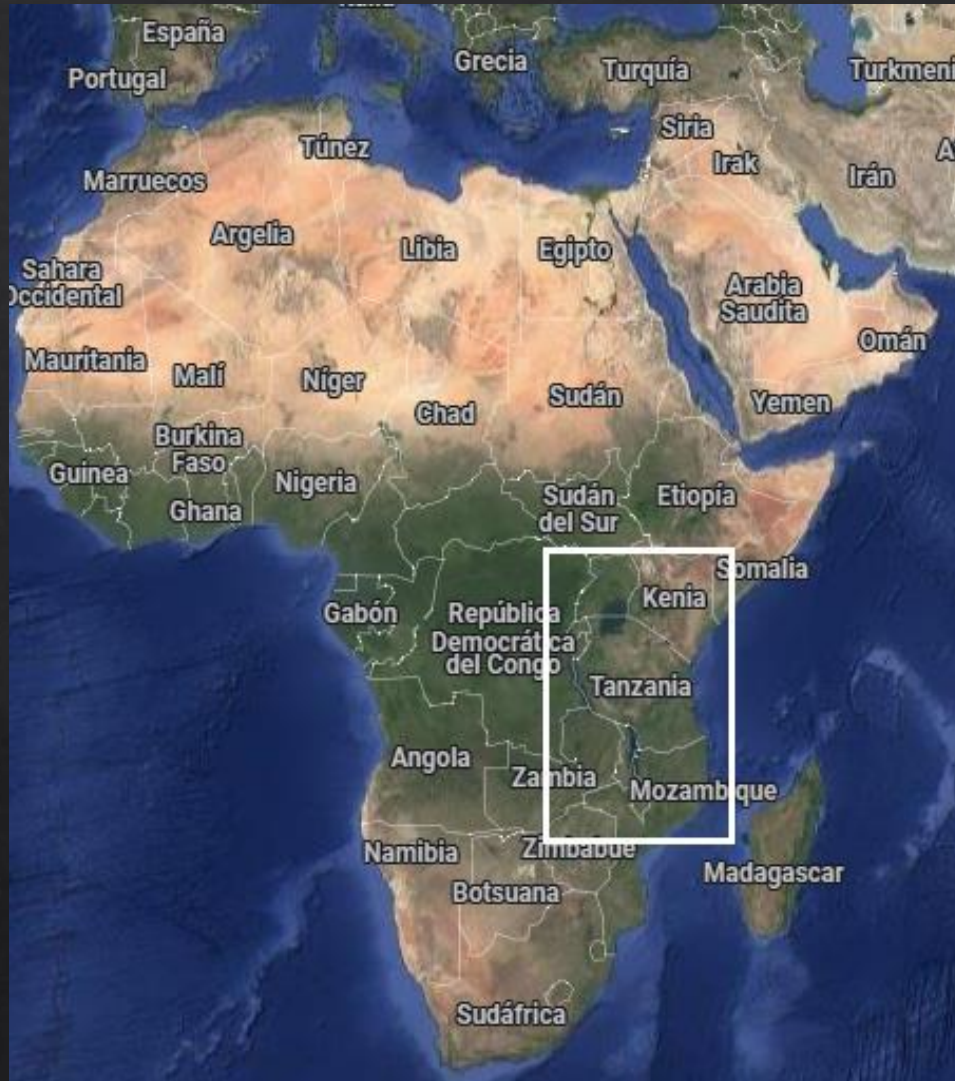 España
Portugal
Grecia
Turquía
Turkmeni
Siria
Túnez
Irak
Irán
A
Marruecos
Argelia
Libia
Egipto
Sahara
Occidental
Arabia
Saudita
Omán
Mauritania
Malí
Níger
Chad
Sudán
Yemen
Burkina
Faso
Guinea
Nigeria
Ghana
Sudán
del Sur
Etiopía
Somalia
Kenia
Gabón
República
Democrática
del Congo
Tanzania
Angola
Zambia
Mozambique
Namibia
Zimbabue
Madagascar
Botsuana
Sudáfrica